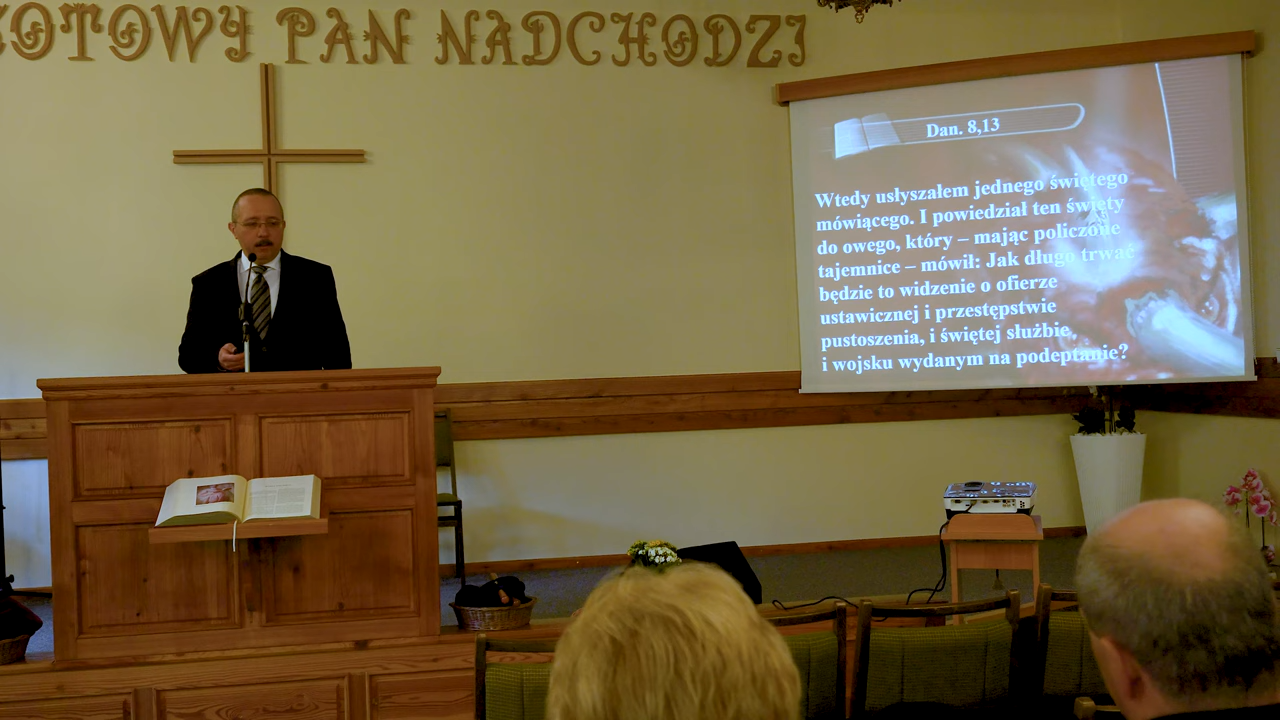 GOTOWY PAN NADCHODZI
Dan. 8,13
Wtedy usłyszałem jednego świętego
mówiącego. I powiedział ten święty
do owego, który – mając policzone
tajemnice – mówił: Jak długo trwać
będzie to widzenie o ofierze
ustawicznej i przestępstwie
pustoszenia, i świętej służbie,
i wojsku wydanym na podeptanie?